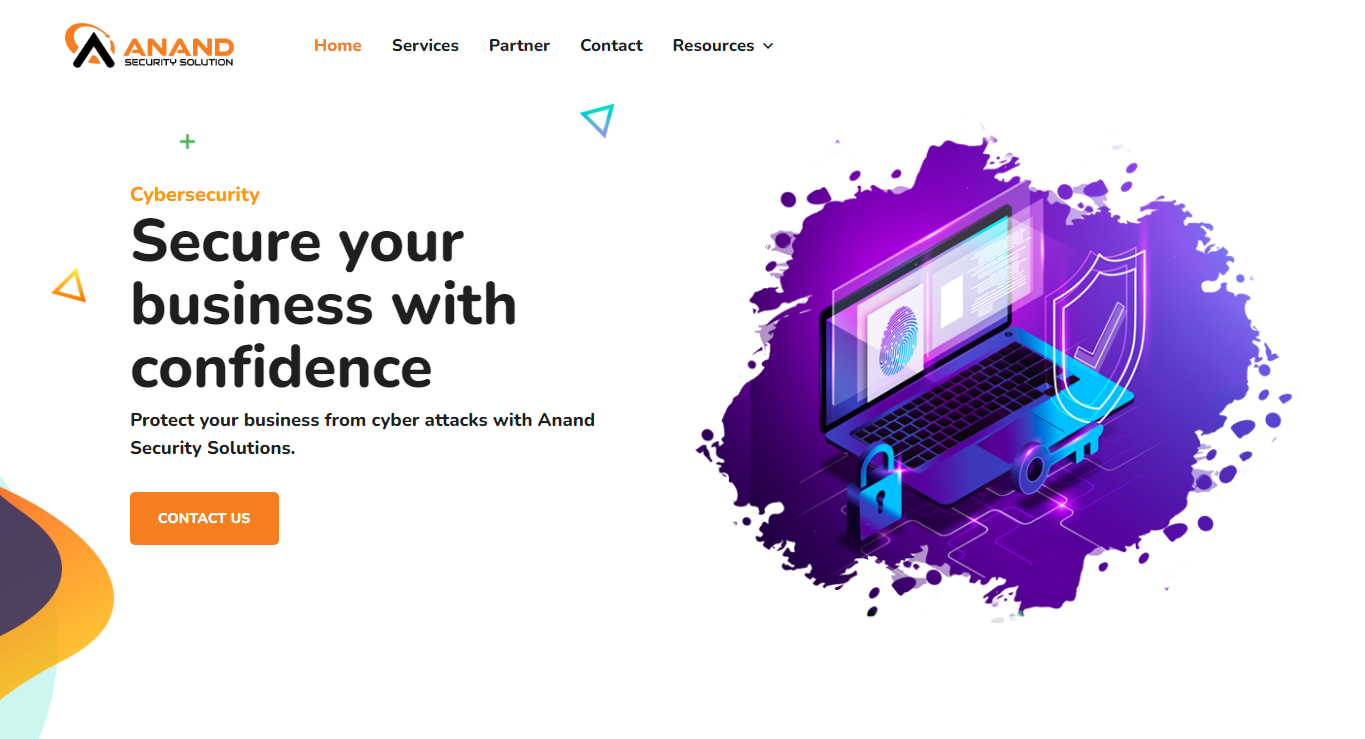 ANAND
SECURITY SOLUTION
Home Services Partner Contact Resources
Cybersecurity
Secure your
business with
confidence
Protect your business from cyber attacks with Anand
Security Solutions.
CONTACT US